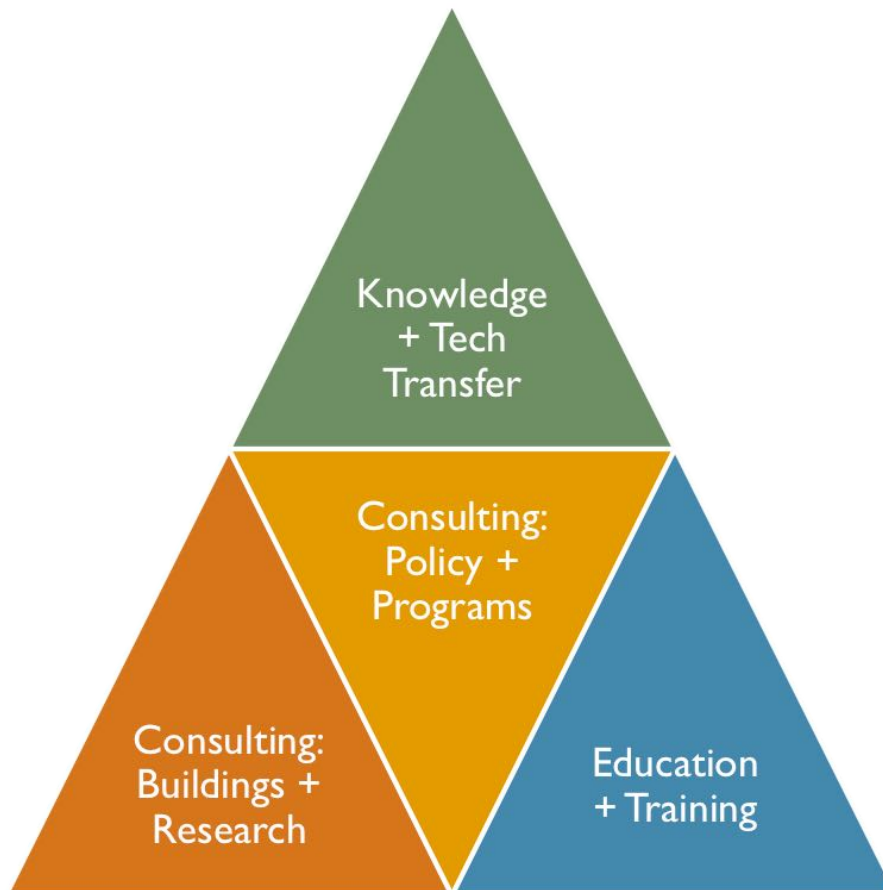 Knowledge
+ Tech
Transfer
Consulting:
Policy +
Programs
Consulting:
Buildings +
Research
Education
+ Training